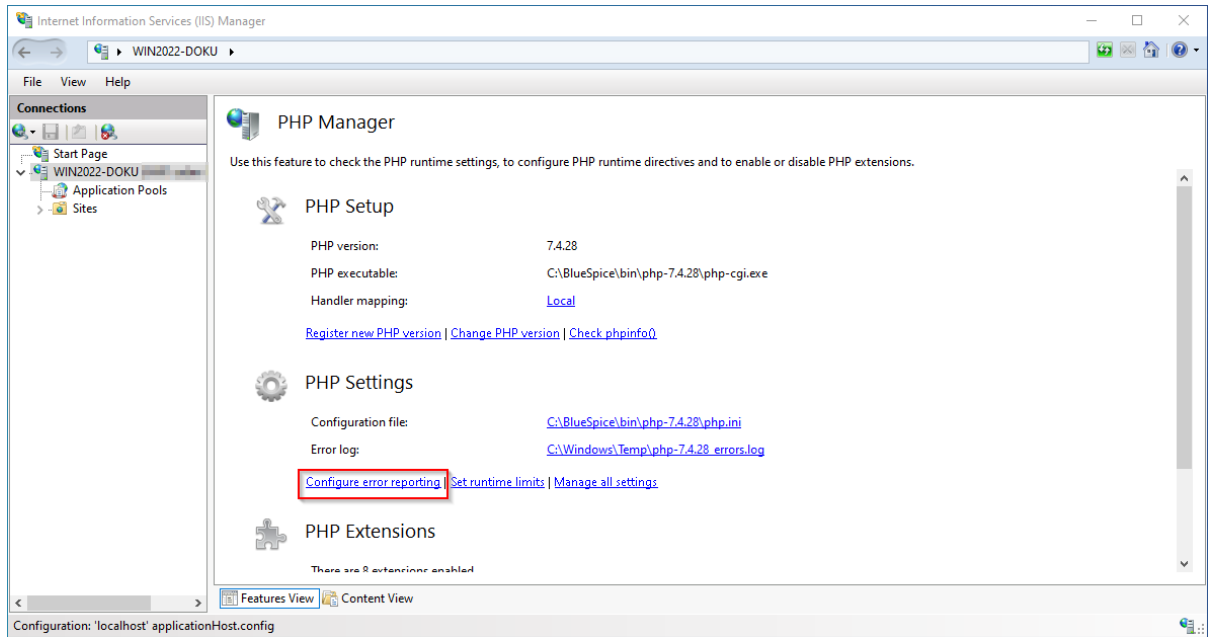 Internet Information Services (IIS) Manager
WIN2022-DOKU
File View Help
Connections
Start Page
WIN2022-DOKU
Application Pools
Sites
PHP Manager
Use this feature to check the PHP runtime settings, to configure PHP runtime directives and to enable or disable PHP extensions.
PHP Setup
PHP version: 7.4.28
PHP executable: C:\BlueSpice\bin\php-7.4.28\php-cgi.exe
Handler mapping: Local
Register new PHP version | Change PHP version | Check phpinfo()
PHP Settings
Configuration file: C:\BlueSpice\bin\php-7.4.28\php.ini
Error log: C:\Windows\Temp\php-7.4.28_errors.log
Configure error reporting | Set runtime limits | Manage all settings
PHP Extensions
There are 8 extensions enabled
Features View Content View
Configuration: 'localhost' applicationHost.config